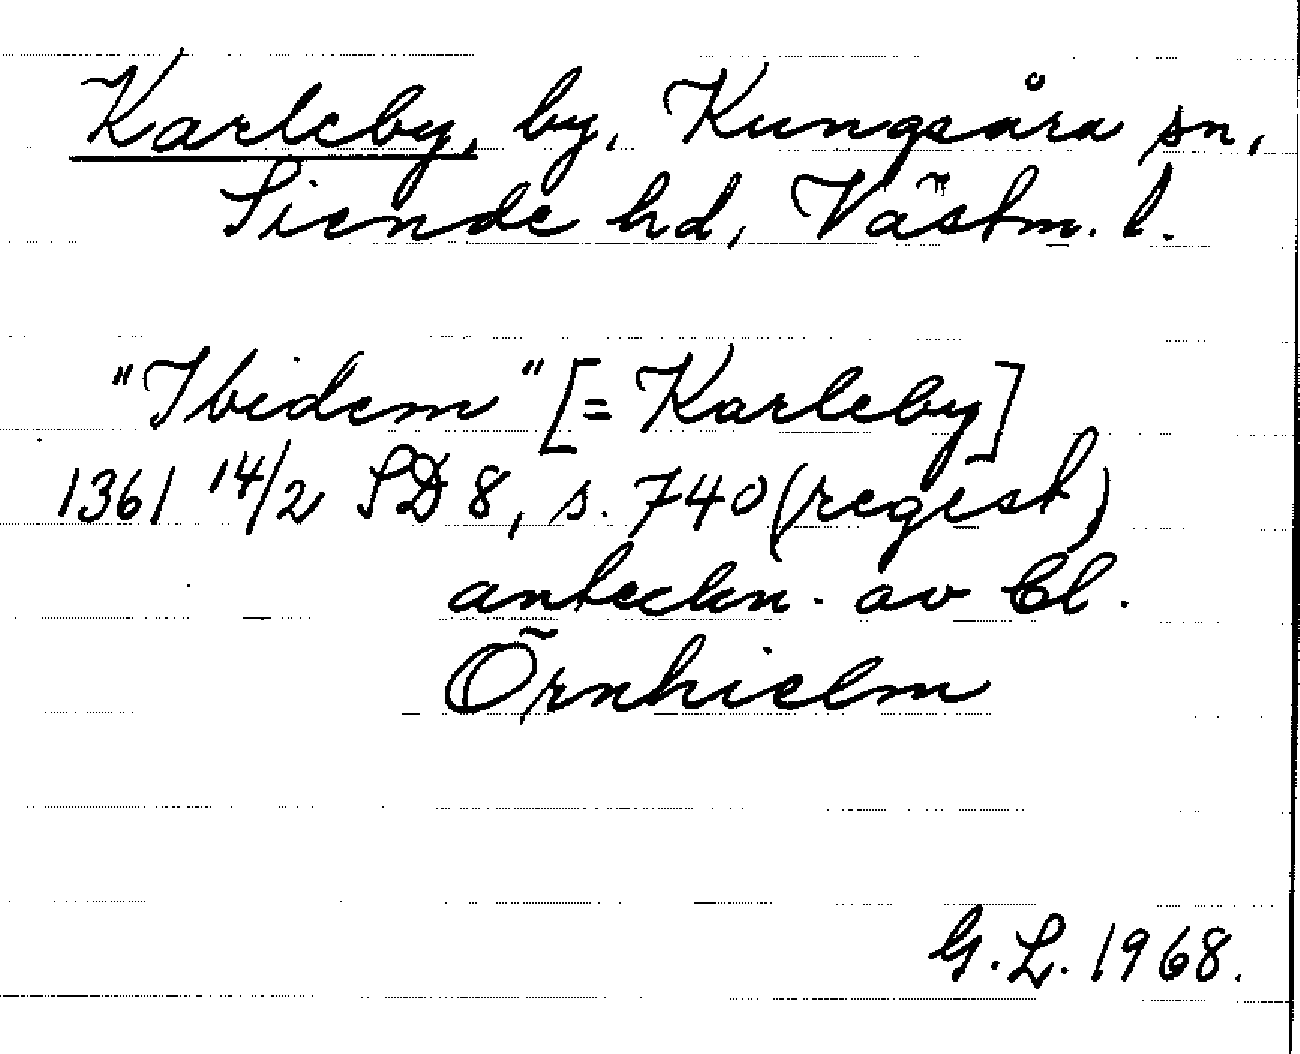 Karleby, by, Kungsåra sn,
Siende hd, Västm. l.
"Ibidem" [= Karleby]
1361 14/2 SD 8, s. 740 (regest)
anteckn. av Cl.
Örnhielm
G. L. 1968.